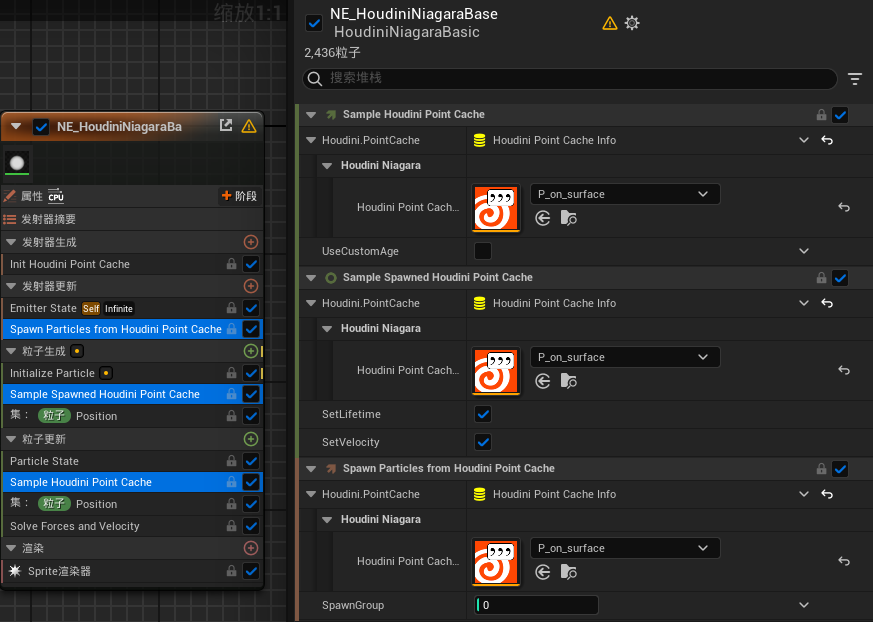 缩放1:1
NE_HoudiniNiagaraBa
属性 CPU
阶段
发射器摘要
发射器生成
Init Houdini Point Cache
发射器更新
Emitter State Self Infinite
Spawn Particles from Houdini Point Cache
粒子生成
Initialize Particle
Sample Spawned Houdini Point Cache
集： 粒子 Position
粒子更新
Particle State
Sample Houdini Point Cache
集： 粒子 Position
Solve Forces and Velocity
渲染
Sprite渲染器
NE_HoudiniNiagaraBase
HoudiniNiagaraBasic
2,436粒子
搜索堆栈
Sample Houdini Point Cache
Houdini.PointCache Houdini Point Cache Info
Houdini Niagara
Houdini Point Cach... P_on_surface
UseCustomAge
Sample Spawned Houdini Point Cache
Houdini.PointCache Houdini Point Cache Info
Houdini Niagara
Houdini Point Cach... P_on_surface
SetLifetime
SetVelocity
Spawn Particles from Houdini Point Cache
Houdini.PointCache Houdini Point Cache Info
Houdini Niagara
Houdini Point Cach... P_on_surface
SpawnGroup 0